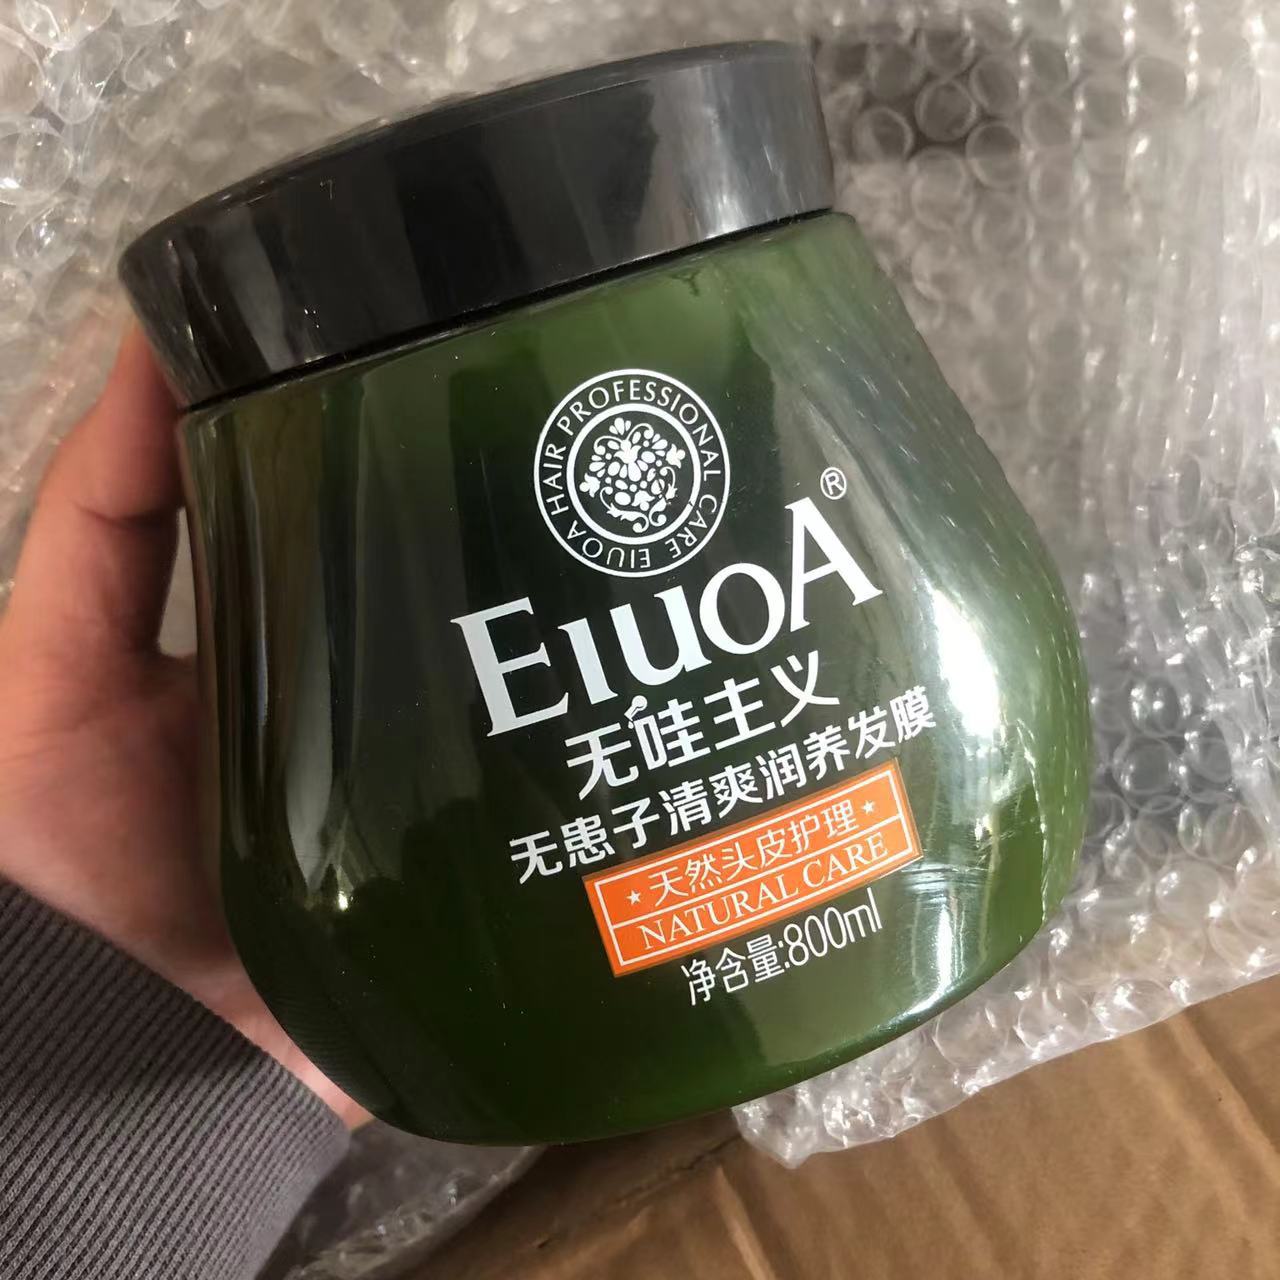 EIUOA HAIR PROFESSIONAL CARE
EIUOA®
无哇主义
无患子清爽润养发膜
★天然头皮护理★
NATURAL CARE
净含量:800ml